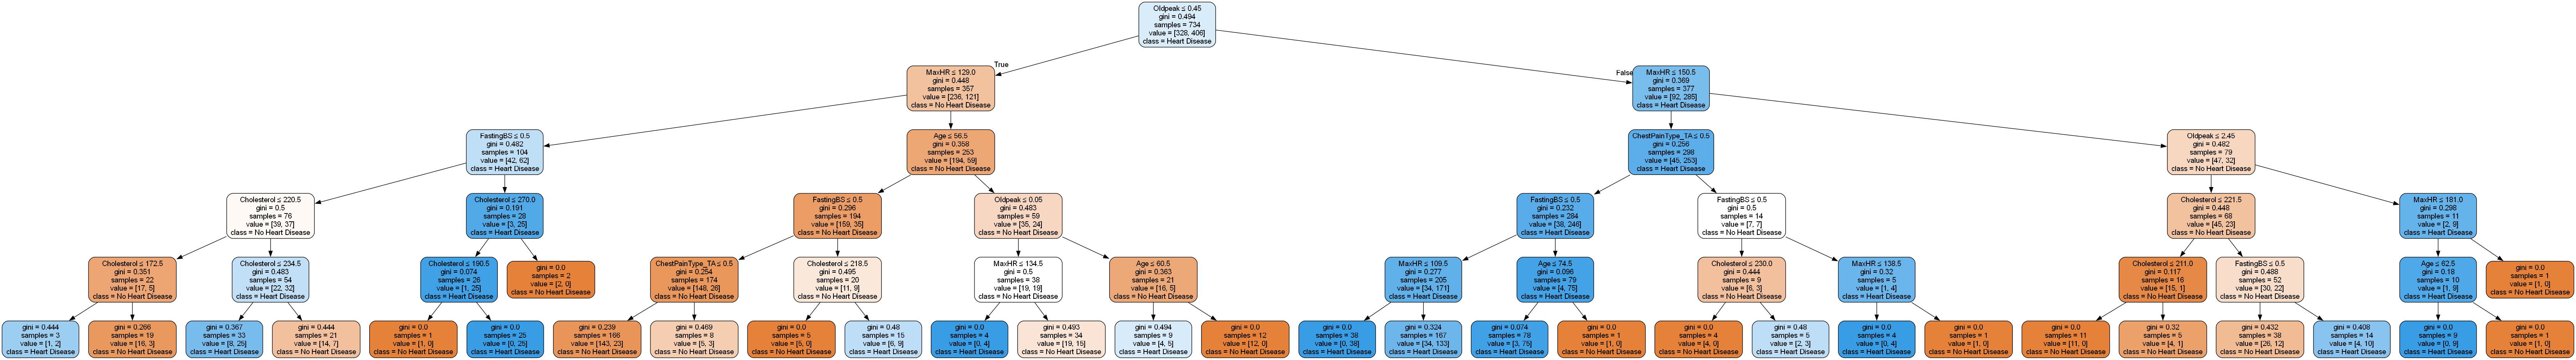 Oldpeak ≤ 0.45
gini = 0.494
samples = 734
value = [328, 406]
class = Heart Disease
True
False
MaxHR ≤ 129.0
gini = 0.448
samples = 357
value = [236, 121]
class = No Heart Disease
MaxHR ≤ 150.5
gini = 0.369
samples = 377
value = [92, 285]
class = Heart Disease
FastingBS ≤ 0.5
gini = 0.482
samples = 104
value = [42, 62]
class = Heart Disease
Age ≤ 56.5
gini = 0.358
samples = 253
value = [194, 59]
class = No Heart Disease
ChestPainType_TA ≤ 0.5
gini = 0.256
samples = 298
value = [45, 253]
class = Heart Disease
Oldpeak ≤ 2.45
gini = 0.482
samples = 79
value = [47, 32]
class = No Heart Disease
Cholesterol ≤ 220.5
gini = 0.5
samples = 76
value = [39, 37]
class = No Heart Disease
Cholesterol ≤ 270.0
gini = 0.191
samples = 28
value = [3, 25]
class = Heart Disease
FastingBS ≤ 0.5
gini = 0.296
samples = 194
value = [159, 35]
class = No Heart Disease
Oldpeak ≤ 0.05
gini = 0.483
samples = 59
value = [35, 24]
class = No Heart Disease
FastingBS ≤ 0.5
gini = 0.232
samples = 284
value = [38, 246]
class = Heart Disease
FastingBS ≤ 0.5
gini = 0.5
samples = 14
value = [7, 7]
class = No Heart Disease
Cholesterol ≤ 221.5
gini = 0.448
samples = 68
value = [45, 23]
class = No Heart Disease
MaxHR ≤ 181.0
gini = 0.298
samples = 11
value = [2, 9]
class = Heart Disease
Cholesterol ≤ 172.5
gini = 0.351
samples = 22
value = [17, 5]
class = No Heart Disease
Cholesterol ≤ 234.5
gini = 0.483
samples = 54
value = [22, 32]
class = Heart Disease
Cholesterol ≤ 190.5
gini = 0.074
samples = 26
value = [1, 25]
class = Heart Disease
gini = 0.0
samples = 2
value = [2, 0]
class = No Heart Disease
ChestPainType_TA ≤ 0.5
gini = 0.254
samples = 174
value = [148, 26]
class = No Heart Disease
Cholesterol ≤ 218.5
gini = 0.495
samples = 20
value = [11, 9]
class = No Heart Disease
MaxHR ≤ 134.5
gini = 0.5
samples = 38
value = [19, 19]
class = No Heart Disease
Age ≤ 60.5
gini = 0.363
samples = 21
value = [16, 5]
class = No Heart Disease
MaxHR ≤ 109.5
gini = 0.277
samples = 205
value = [34, 171]
class = Heart Disease
Age ≤ 74.5
gini = 0.096
samples = 79
value = [4, 75]
class = Heart Disease
Cholesterol ≤ 230.0
gini = 0.444
samples = 9
value = [6, 3]
class = No Heart Disease
MaxHR ≤ 138.5
gini = 0.32
samples = 5
value = [1, 4]
class = Heart Disease
Cholesterol ≤ 211.0
gini = 0.117
samples = 16
value = [15, 1]
class = No Heart Disease
FastingBS ≤ 0.5
gini = 0.488
samples = 52
value = [30, 22]
class = No Heart Disease
Age ≤ 62.5
gini = 0.18
samples = 10
value = [1, 9]
class = Heart Disease
gini = 0.0
samples = 1
value = [1, 0]
class = No Heart Disease
gini = 0.444
samples = 3
value = [1, 2]
class = Heart Disease
gini = 0.266
samples = 19
value = [16, 3]
class = No Heart Disease
gini = 0.367
samples = 33
value = [8, 25]
class = Heart Disease
gini = 0.444
samples = 21
value = [14, 7]
class = No Heart Disease
gini = 0.0
samples = 1
value = [1, 0]
class = No Heart Disease
gini = 0.0
samples = 25
value = [0, 25]
class = Heart Disease
gini = 0.239
samples = 166
value = [143, 23]
class = No Heart Disease
gini = 0.469
samples = 8
value = [5, 3]
class = No Heart Disease
gini = 0.0
samples = 5
value = [5, 0]
class = No Heart Disease
gini = 0.48
samples = 15
value = [6, 9]
class = Heart Disease
gini = 0.0
samples = 4
value = [0, 4]
class = Heart Disease
gini = 0.493
samples = 34
value = [19, 15]
class = No Heart Disease
gini = 0.494
samples = 9
value = [4, 5]
class = Heart Disease
gini = 0.0
samples = 12
value = [12, 0]
class = No Heart Disease
gini = 0.0
samples = 38
value = [0, 38]
class = Heart Disease
gini = 0.324
samples = 167
value = [34, 133]
class = Heart Disease
gini = 0.074
samples = 78
value = [3, 75]
class = Heart Disease
gini = 0.0
samples = 1
value = [1, 0]
class = No Heart Disease
gini = 0.0
samples = 4
value = [4, 0]
class = No Heart Disease
gini = 0.48
samples = 5
value = [2, 3]
class = Heart Disease
gini = 0.0
samples = 4
value = [0, 4]
class = Heart Disease
gini = 0.0
samples = 1
value = [1, 0]
class = No Heart Disease
gini = 0.0
samples = 11
value = [11, 0]
class = No Heart Disease
gini = 0.32
samples = 5
value = [4, 1]
class = No Heart Disease
gini = 0.432
samples = 38
value = [26, 12]
class = No Heart Disease
gini = 0.408
samples = 14
value = [4, 10]
class = Heart Disease
gini = 0.0
samples = 9
value = [0, 9]
class = Heart Disease
gini = 0.0
samples = 1
value = [1, 0]
class = No Heart Disease